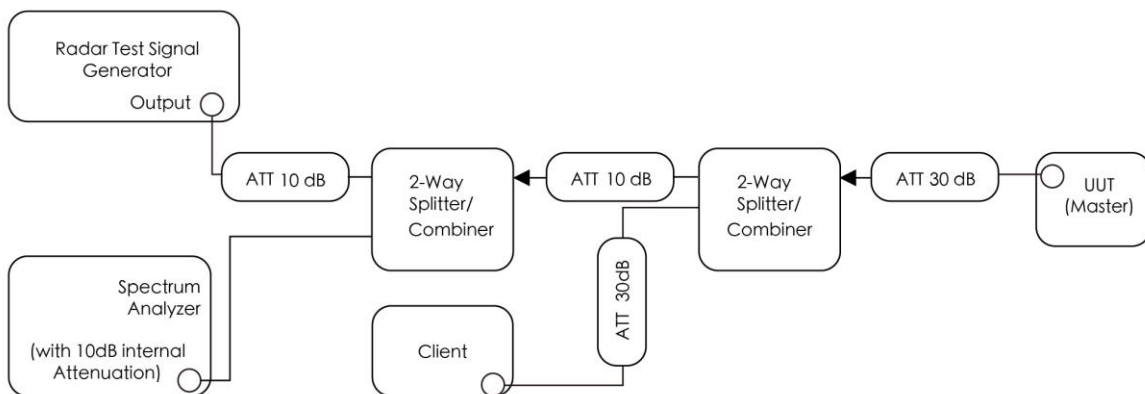 Radar Test Signal
Generator
Output
ATT 10 dB
2-Way
Splitter/
Combiner
ATT 10 dB
2-Way
Splitter/
Combiner
ATT 30 dB
UUT
(Master)
Spectrum
Analyzer
(with 10dB internal
Attenuation)
Client
ATT 30dB